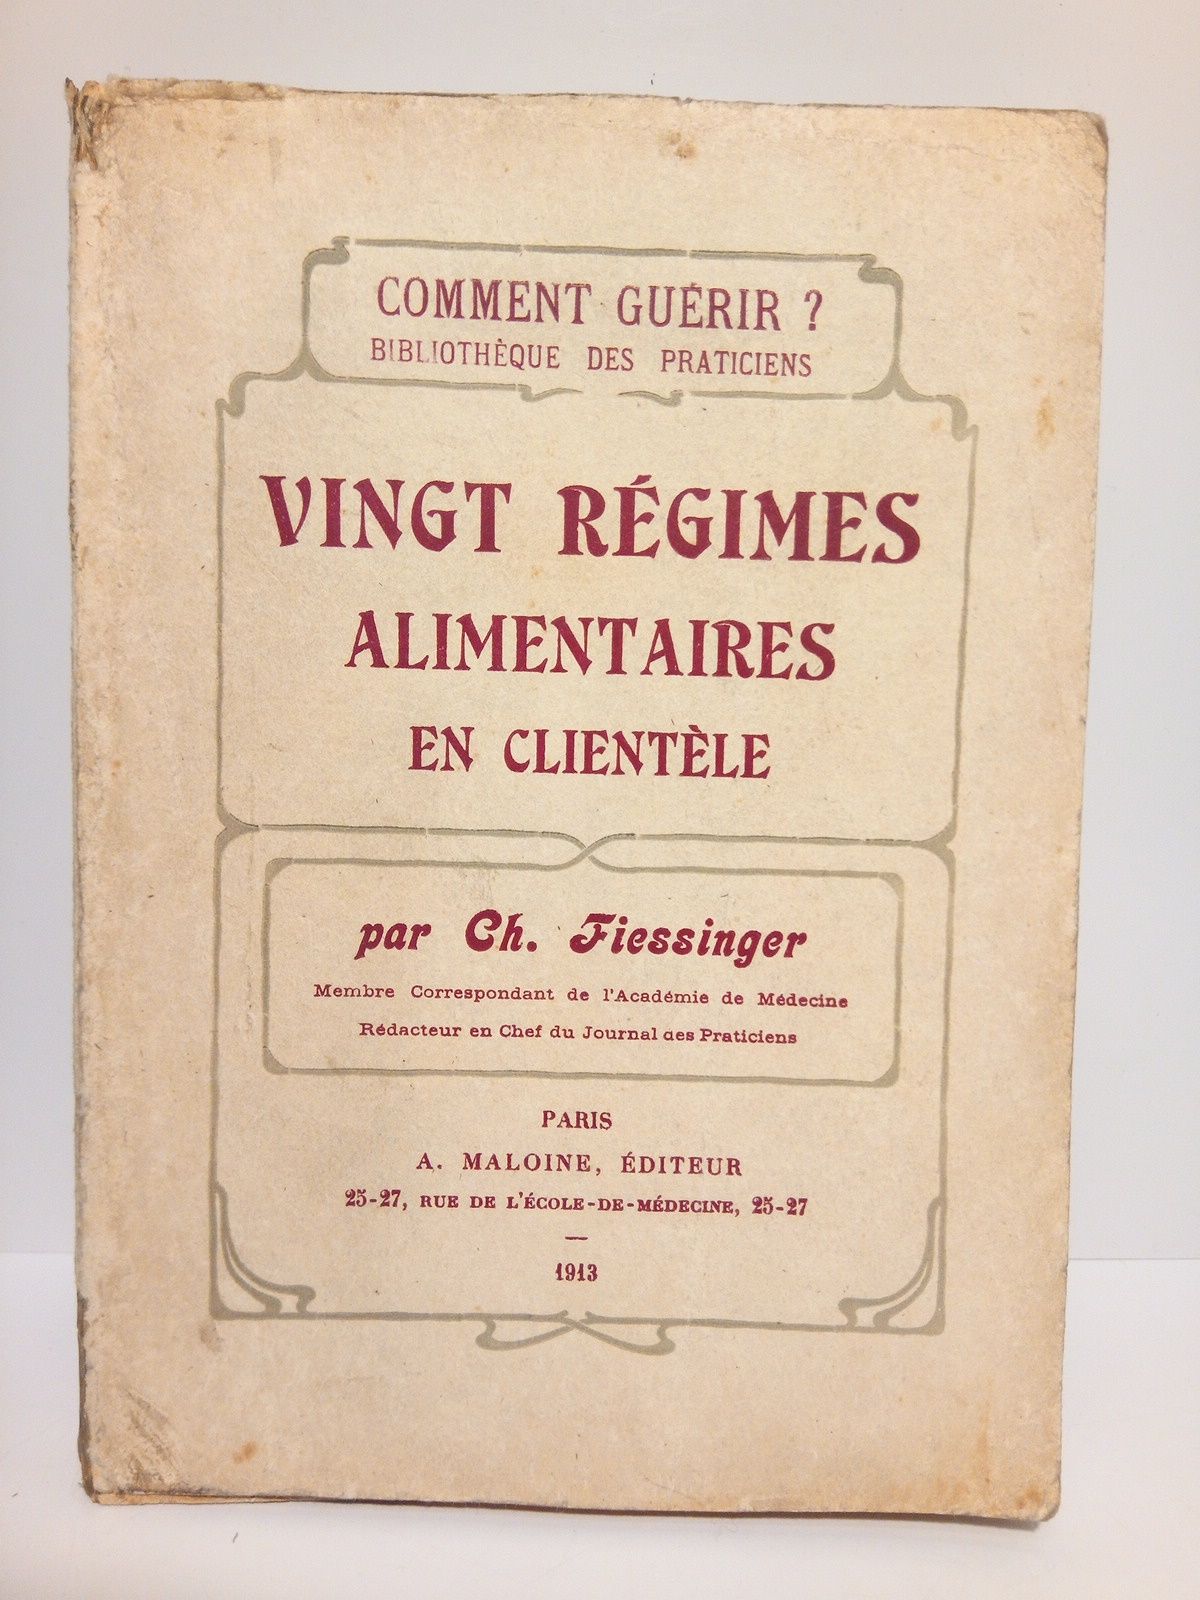 COMMENT GUÉRIR ?
BIBLIOTHÈQUE DES PRATICIENS
VINGT RÉGIMES
ALIMENTAIRES
EN CLIENTÈLE
par Ch. Fiessinger
Membre Correspondant de l'Académie de Médecine
Rédacteur en Chef du Journal des Praticiens
PARIS
A. MALOINE, ÉDITEUR
25-27, RUE DE L'ÉCOLE-DE-MÉDECINE, 25-27
—
1913